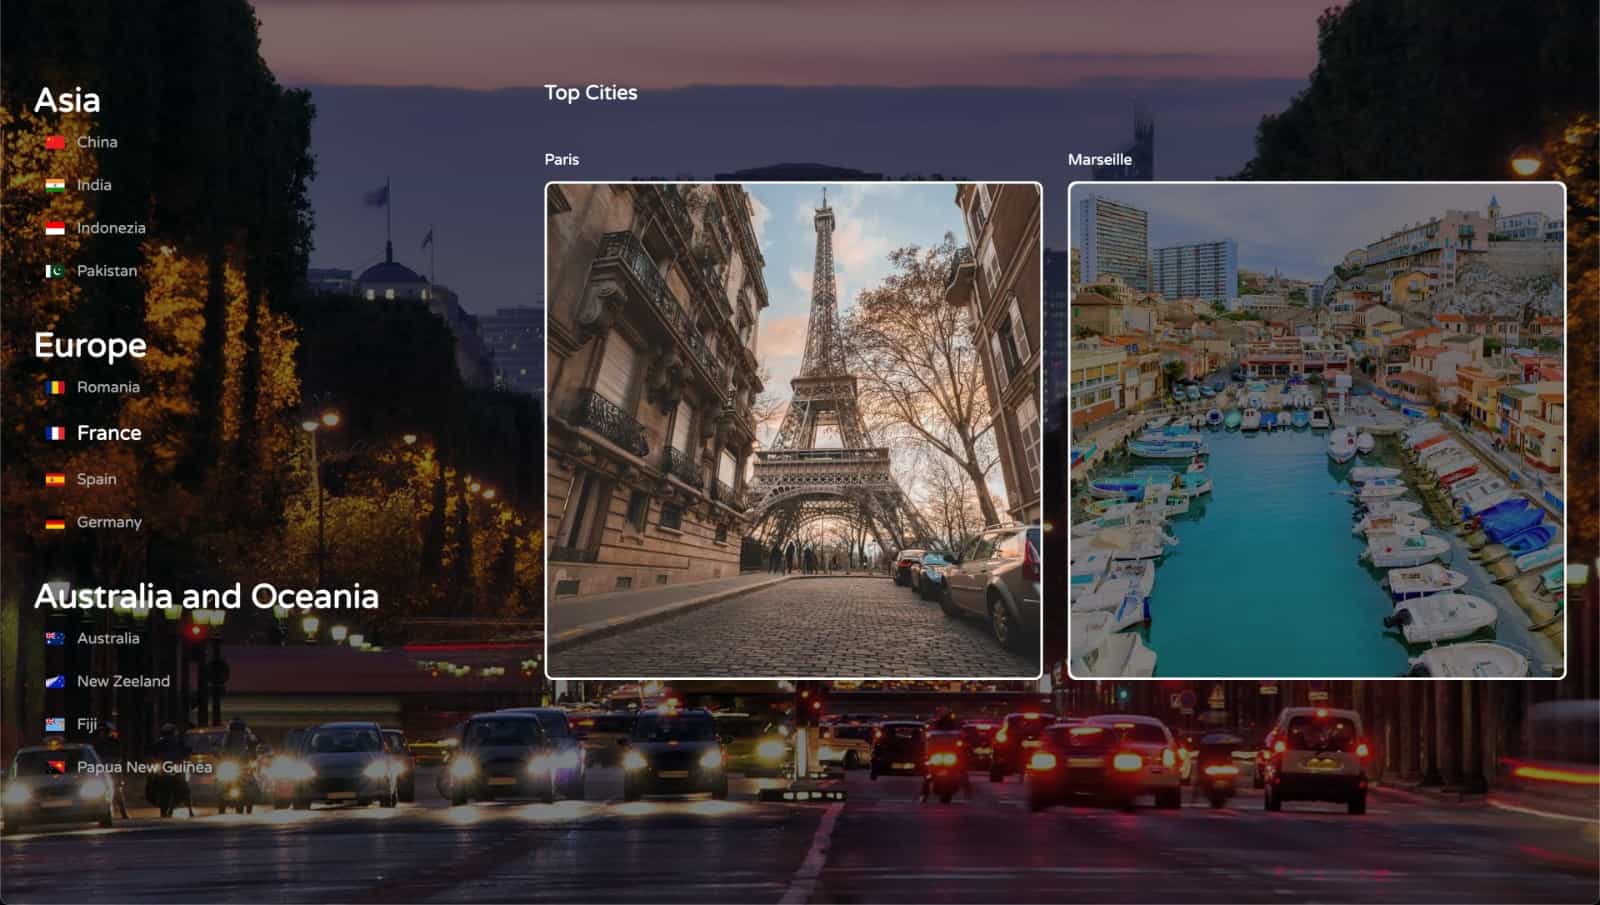 Asia
China
India
Indonezia
Pakistan
Europe
Romania
France
Spain
Germany
Australia and Oceania
Australia
New Zeeland
Fiji
Papua New Guinea
Top Cities
Paris
Marseille